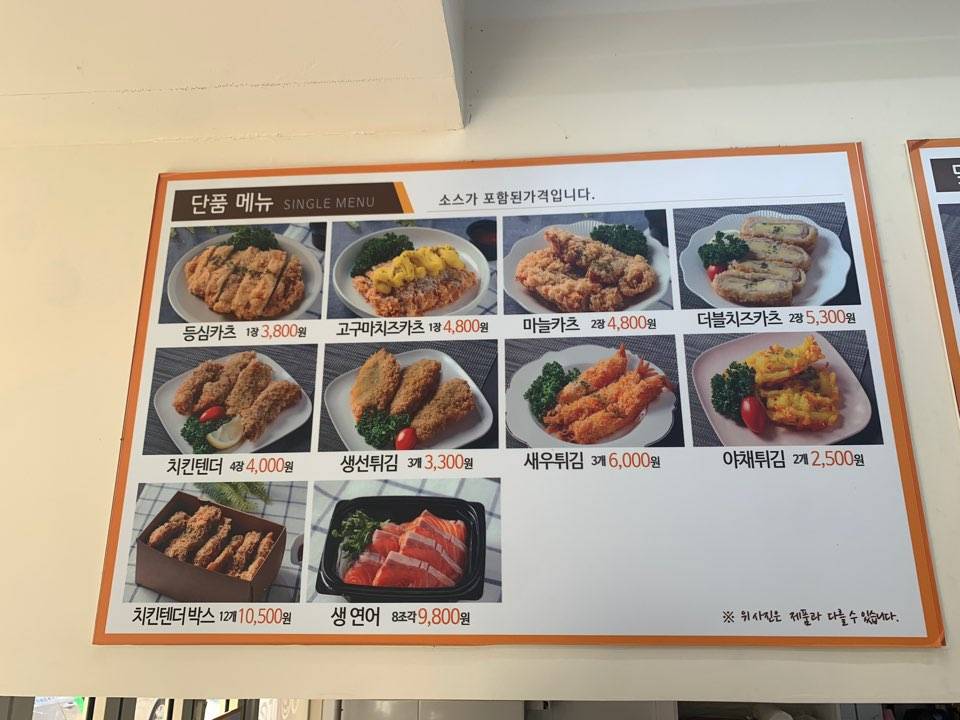 단품 메뉴 SINGLE MENU
소스가 포함된가격입니다.
등심카츠 1장 3,800원
고구마치즈카츠 1장 4,800원
마늘카츠 2장 4,800원
더블치즈카츠 2장 5,300원
치킨텐더 4장 4,000원
생선튀김 3개 3,300원
새우튀김 3개 6,000원
야채튀김 2개 2,500원
치킨텐더 박스 12개 10,500원
생 연어 8조각 9,800원
※ 위 사진은 제품과 다를 수 있습니다.